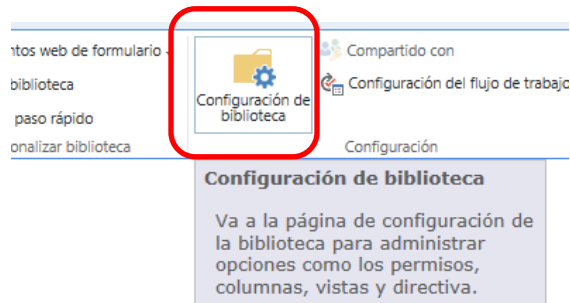 ntos web de formulario
biblioteca
paso rápido
onalizar biblioteca
Configuración de
biblioteca
Compartido con
Configuración del flujo de trabajo
Configuración
Configuración de biblioteca
Va a la página de configuración de
la biblioteca para administrar
opciones como los permisos,
columnas, vistas y directiva.